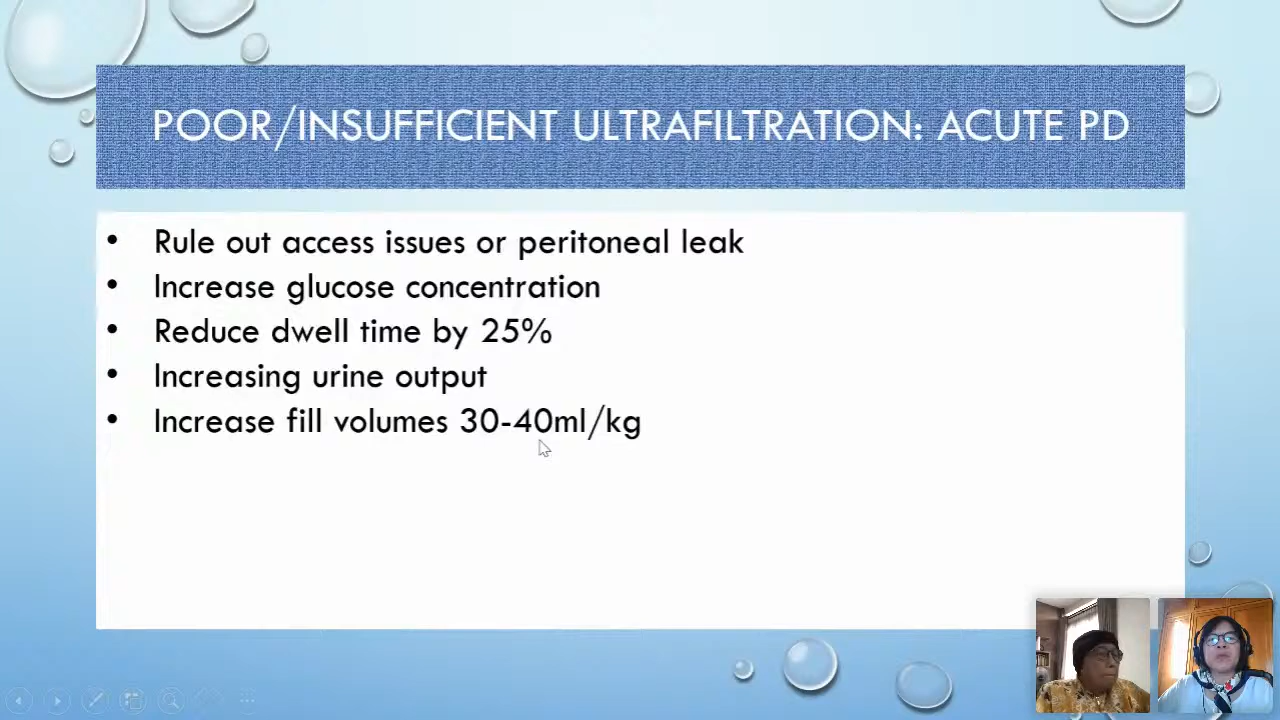 POOR/INSUFFICIENT ULTRAFILTRATION: ACUTE PD
• Rule out access issues or peritoneal leak
• Increase glucose concentration
• Reduce dwell time by 25%
• Increasing urine output
• Increase fill volumes 30-40ml/kg